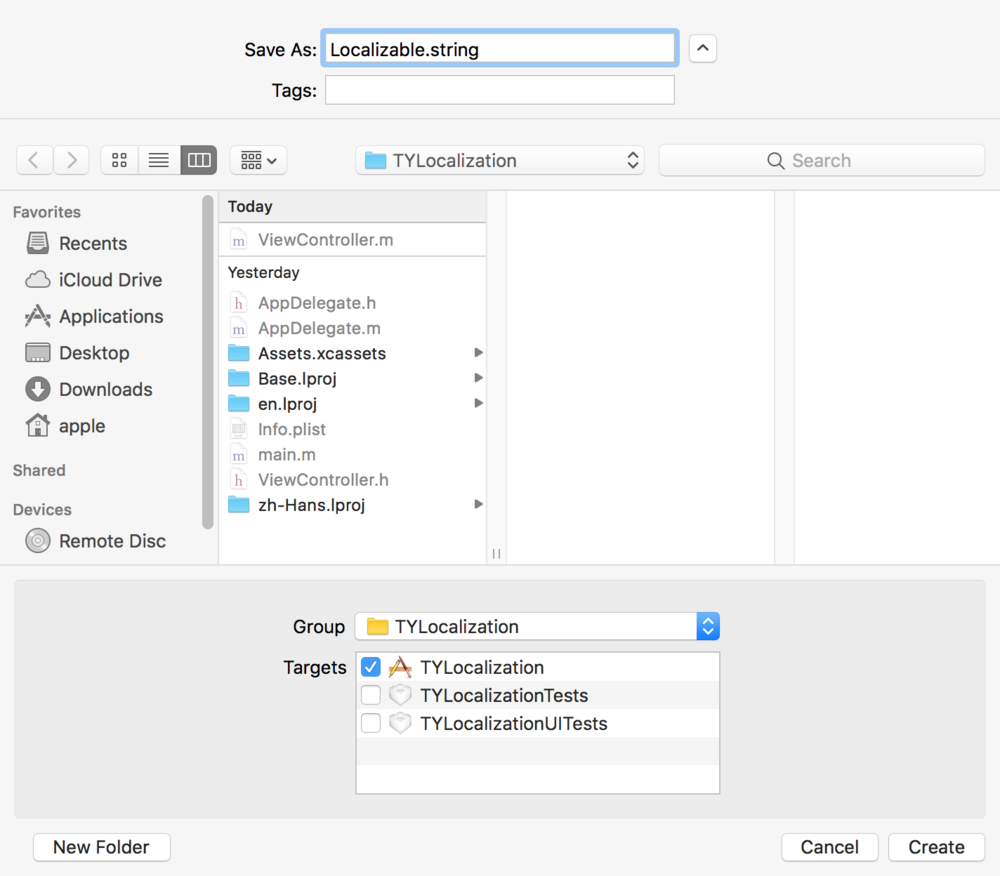 Save As: Localizable.string
Tags:
TYLocalization
Search
Favorites
Recents
iCloud Drive
Applications
Desktop
Downloads
apple
Shared
Devices
Remote Disc
Today
m ViewController.m
Yesterday
h AppDelegate.h
m AppDelegate.m
Assets.xcassets
Base.lproj
en.lproj
Info.plist
m main.m
h ViewController.h
zh-Hans.lproj
Group TYLocalization
Targets TYLocalization
TYLocalizationTests
TYLocalizationUITests
New Folder
Cancel
Create